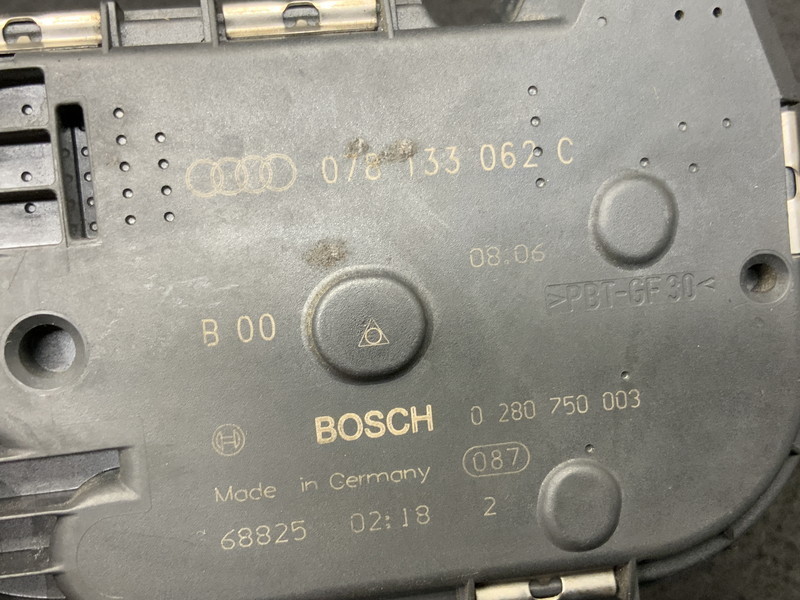 078 133 062 C
08:06
>PBT-GF30<
B 00
BOSCH 0 280 750 003
Made in Germany 087
68825 02:18 2